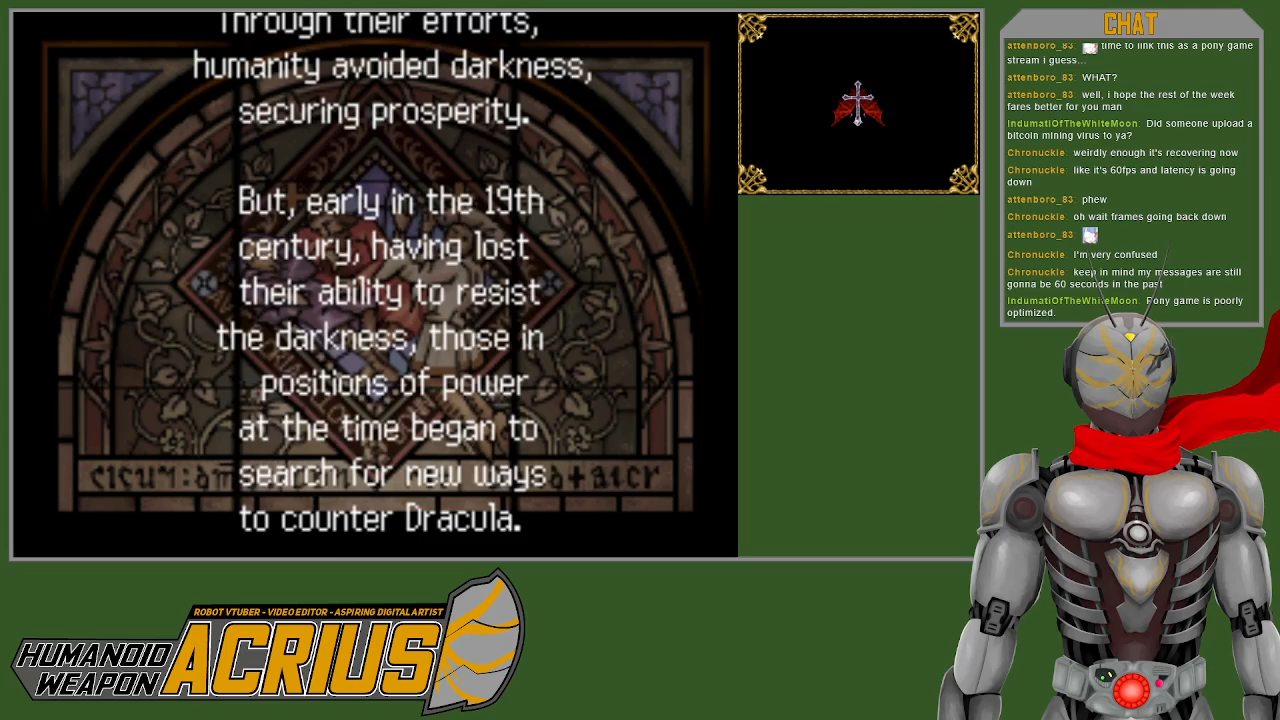 Through their efforts,
humanity avoided darkness,
securing prosperity.
But, early in the 19th
century, having lost
their ability to resist
the darkness, those in
positions of power
at the time began to
search for new ways
to counter Dracula.
CHAT
attenboro_83: time to link this as a pony game
stream i guess...
attenboro_83: WHAT?
attenboro_83: well, i hope the rest of the week
fares better for you man
IndumatiOfTheWhiteMoon: Did someone upload a
bitcoin mining virus to ya?
Chronuckle: weirdly enough it's recovering now
Chronuckle: like it's 60fps and latency is going
down
attenboro_83: phew
Chronuckle: oh wait frames going back down
attenboro_83:
Chronuckle: I'm very confused
Chronuckle: keep in mind my messages are still
gonna be 60 seconds in the past
IndumatiOfTheWhiteMoon: Pony game is poorly
optimized.
ROBOT VTUBER - VIDEO EDITOR - ASPIRING DIGITAL ARTIST
HUMANOID
WEAPON
ACRIUS